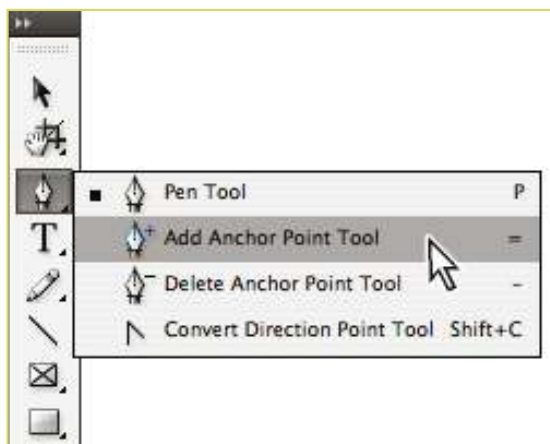 Pen Tool P
Add Anchor Point Tool =
Delete Anchor Point Tool -
Convert Direction Point Tool Shift+C